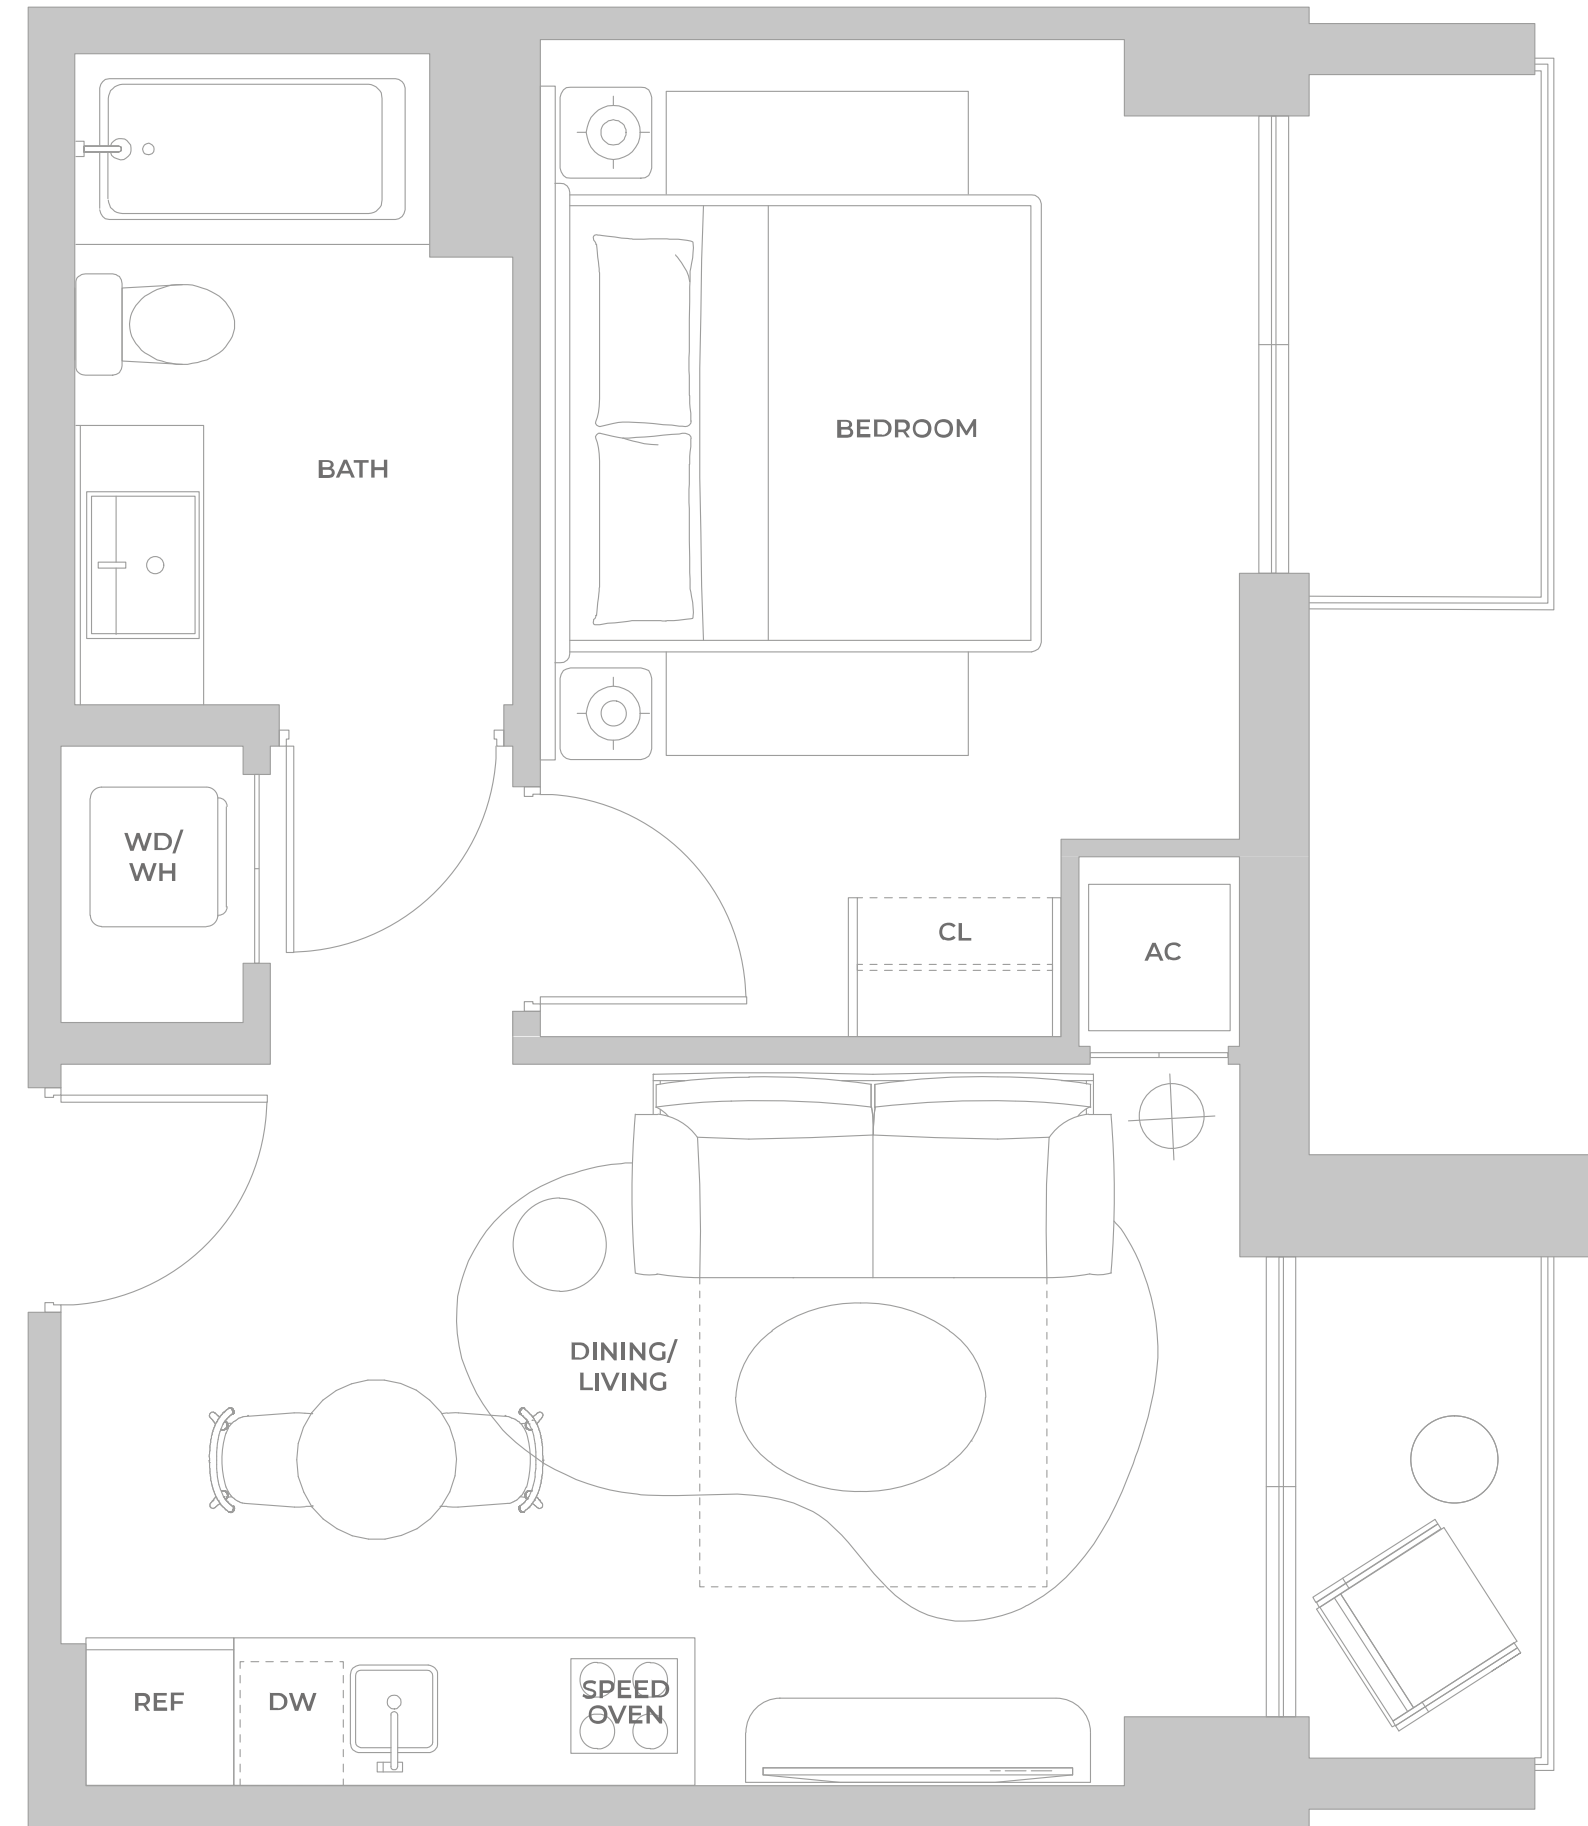 BATH
BEDROOM
WD/
WH
CL
AC
DINING/
LIVING
REF
DW
SPEED
OVEN